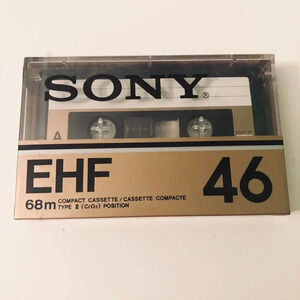 SONY®
A
EHF 46
68m COMPACT CASSETTE / CASSETTE COMPACTE
TYPE II (CrO₂) POSITION